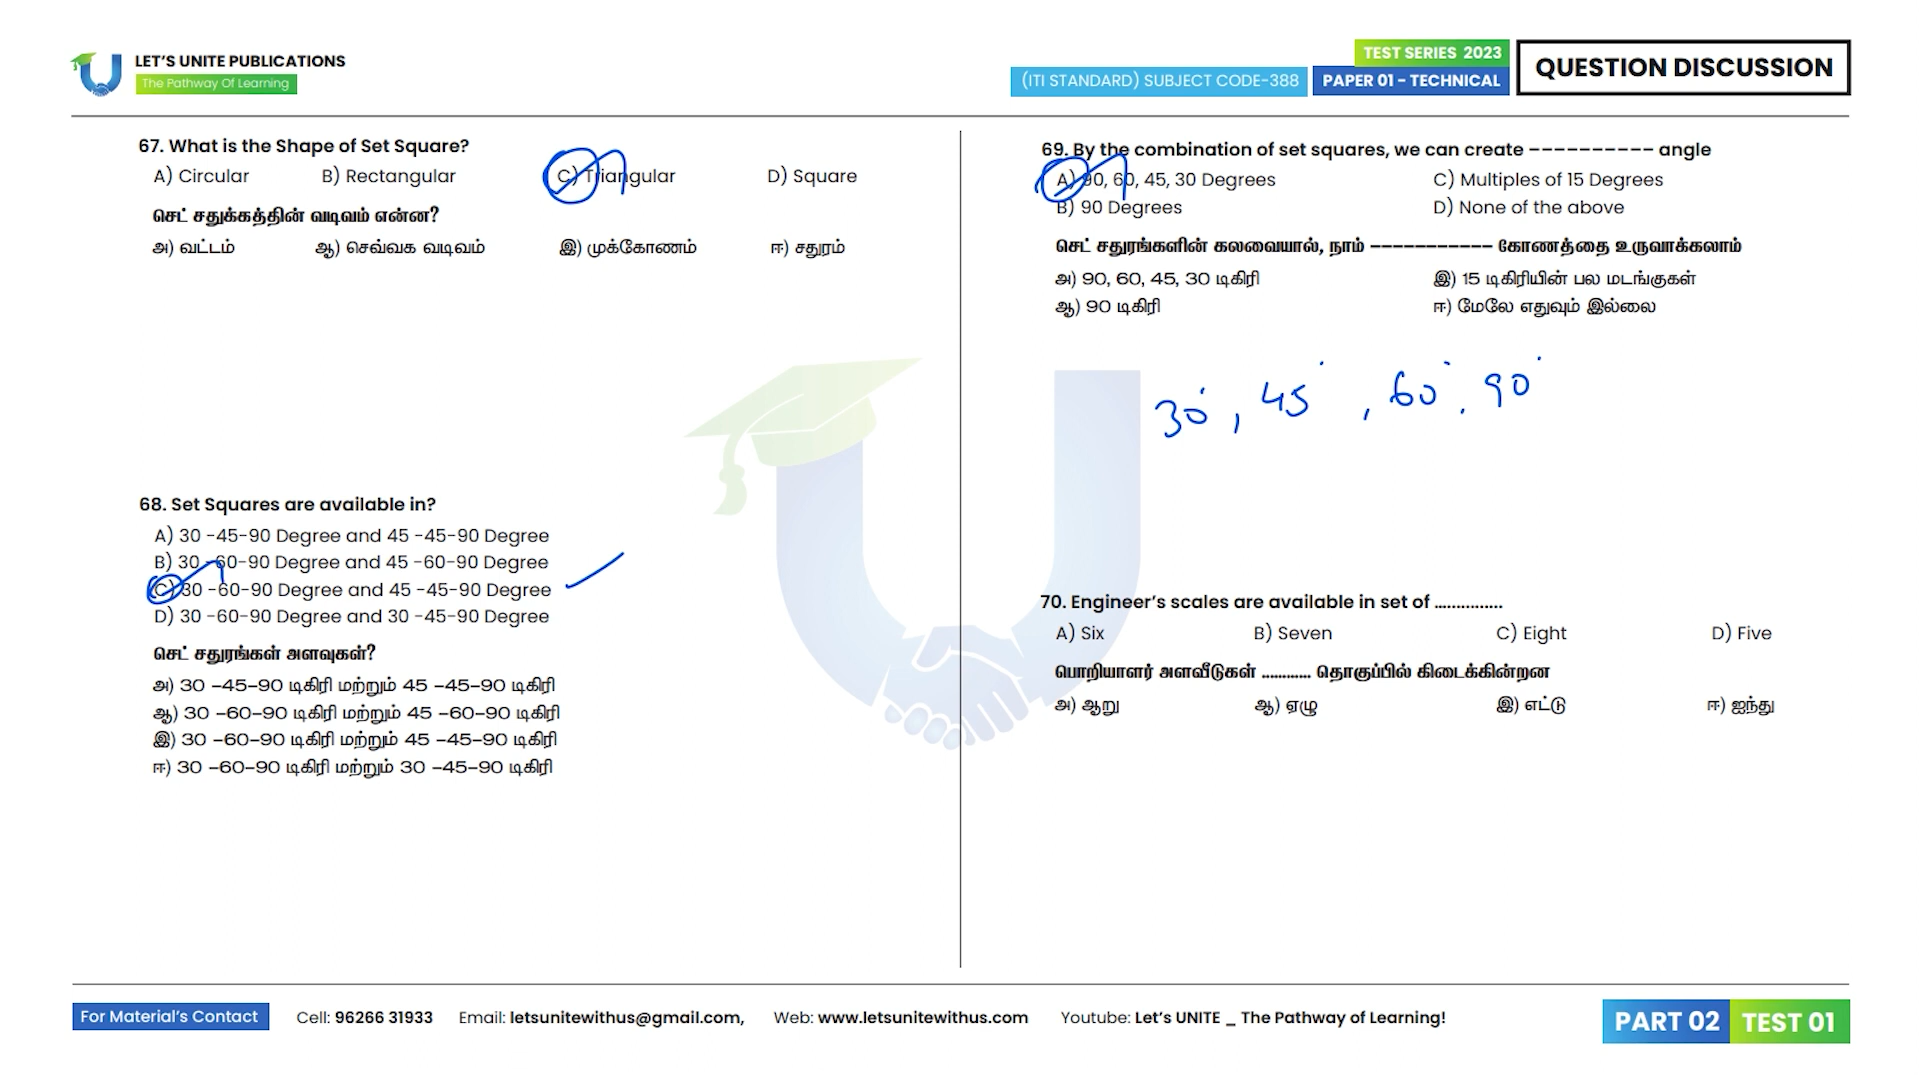 LET'S UNITE PUBLICATIONS
The Pathway Of Learning
TEST SERIES 2023
(ITI STANDARD) SUBJECT CODE-388
PAPER 01 - TECHNICAL
QUESTION DISCUSSION
67. What is the Shape of Set Square?
A) Circular B) Rectangular C) Triangular D) Square
செட் சதுக்கத்தின் வடிவம் என்ன?
அ) வட்டம் ஆ) செவ்வக வடிவம் இ) முக்கோணம் ஈ) சதுரம்
68. Set Squares are available in?
A) 30 -45-90 Degree and 45 -45-90 Degree
B) 30 -60-90 Degree and 45 -60-90 Degree
C) 30 -60-90 Degree and 45 -45-90 Degree
D) 30 -60-90 Degree and 30 -45-90 Degree
செட் சதுரங்கள் அளவுகள்?
அ) 30 -45-90 டிகிரி மற்றும் 45 -45-90 டிகிரி
ஆ) 30 -60-90 டிகிரி மற்றும் 45 -60-90 டிகிரி
இ) 30 -60-90 டிகிரி மற்றும் 45 -45-90 டிகிரி
ஈ) 30 -60-90 டிகிரி மற்றும் 30 -45-90 டிகிரி
69. By the combination of set squares, we can create ---------- angle
A) 90, 60, 45, 30 Degrees C) Multiples of 15 Degrees
B) 90 Degrees D) None of the above
செட் சதுரங்களின் கலவையால், நாம் ----------- கோணத்தை உருவாக்கலாம்
அ) 90, 60, 45, 30 டிகிரி இ) 15 டிகிரியின் பல மடங்குகள்
ஆ) 90 டிகிரி ஈ) மேலே எதுவும் இல்லை
30°, 45°, 60°, 90°
70. Engineer's scales are available in set of ...............
A) Six B) Seven C) Eight D) Five
பொறியாளர் அளவீடுகள் ............ தொகுப்பில் கிடைக்கின்றன
அ) ஆறு ஆ) ஏழு இ) எட்டு ஈ) ஐந்து
For Material's Contact Cell: 96266 31933 Email: letsunitewithus@gmail.com, Web: www.letsunitewithus.com Youtube: Let's UNITE _ The Pathway of Learning!
PART 02 TEST 01